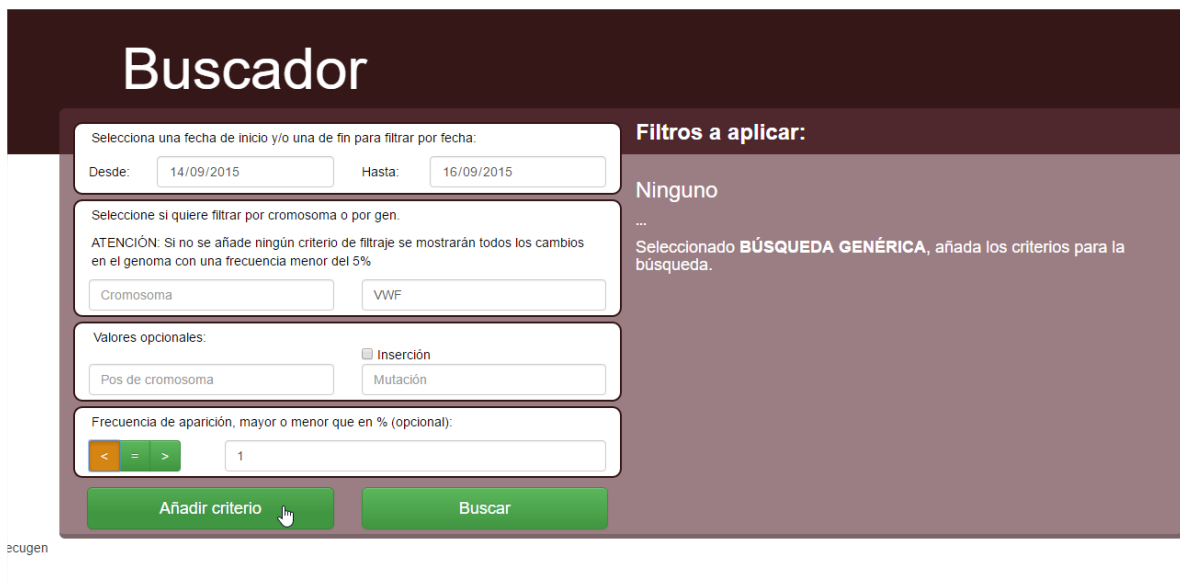 Buscador
Selecciona una fecha de inicio y/o una de fin para filtrar por fecha:
Desde: 14/09/2015 Hasta: 16/09/2015
Seleccione si quiere filtrar por cromosoma o por gen.
ATENCIÓN: Si no se añade ningún criterio de filtraje se mostrarán todos los cambios
en el genoma con una frecuencia menor del 5%
Cromosoma VWF
Valores opcionales:
Inserción
Pos de cromosoma Mutación
Frecuencia de aparición, mayor o menor que en % (opcional):
< = > 1
Añadir criterio Buscar
Filtros a aplicar:
Ninguno
...
Seleccionado BÚSQUEDA GENÉRICA, añada los criterios para la
búsqueda.
ecugen